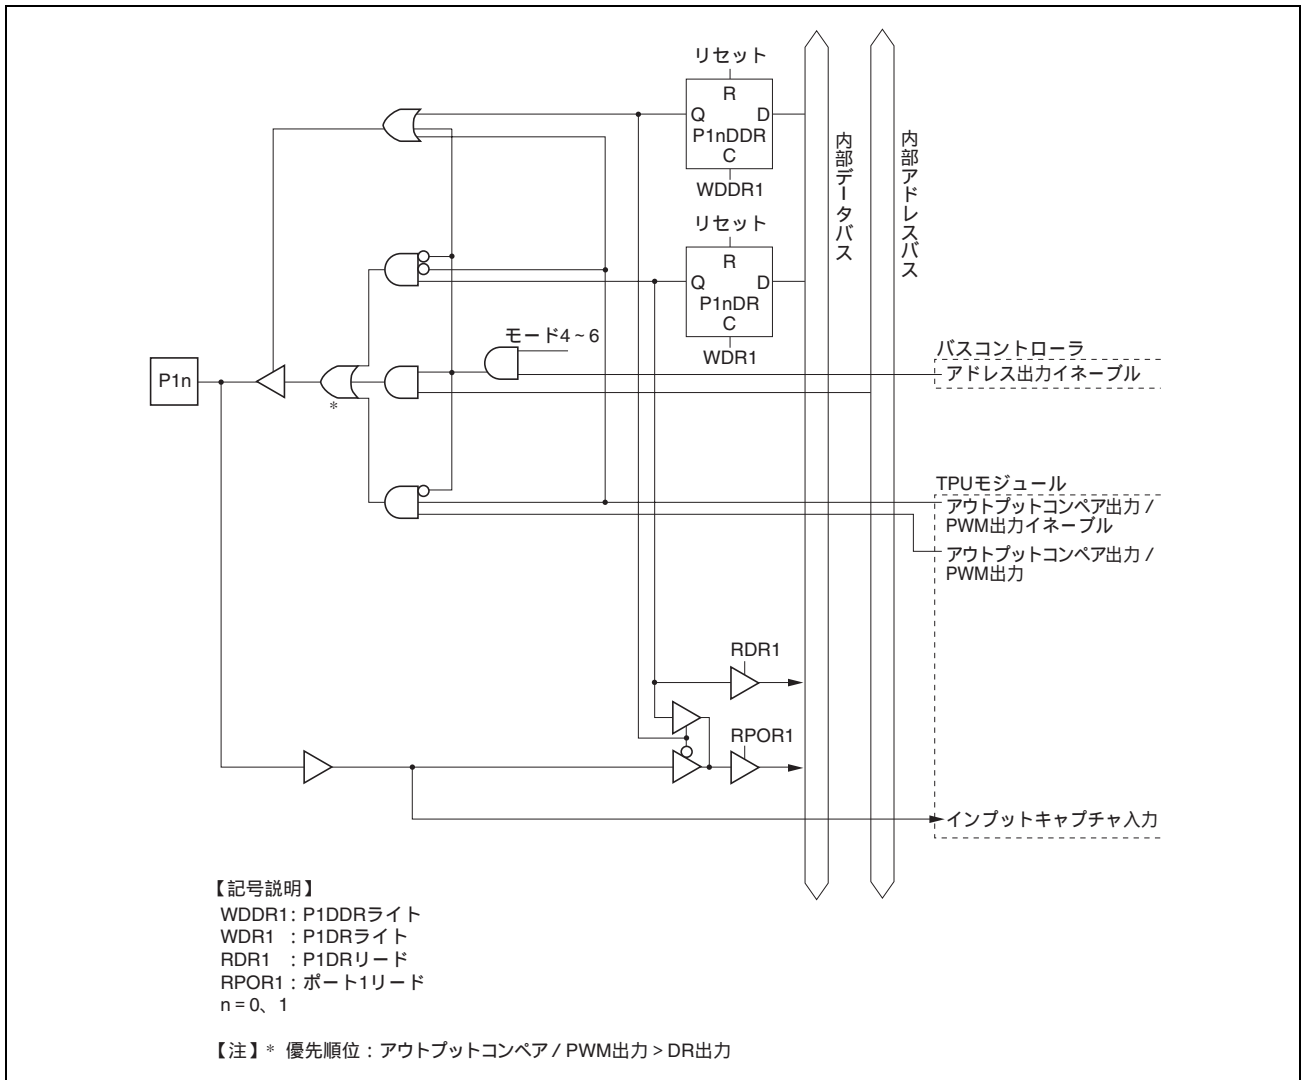 リセット
R
Q D
P1nDDR
C
WDDR1
リセット
R
Q D
P1nDR
C
WDR1
内部データバス
内部アドレスバス
モード4~6
バスコントローラ
アドレス出力イネーブル
P1n
*
TPUモジュール
アウトプットコンペア出力/
PWM出力イネーブル
アウトプットコンペア出力/
PWM出力
RDR1
RPOR1
インプットキャプチャ入力
【記号説明】
WDDR1: P1DDRライト
WDR1 : P1DRライト
RDR1 : P1DRリード
RPOR1 : ポート1リード
n = 0、1
【注】* 優先順位 : アウトプットコンペア / PWM出力 > DR出力